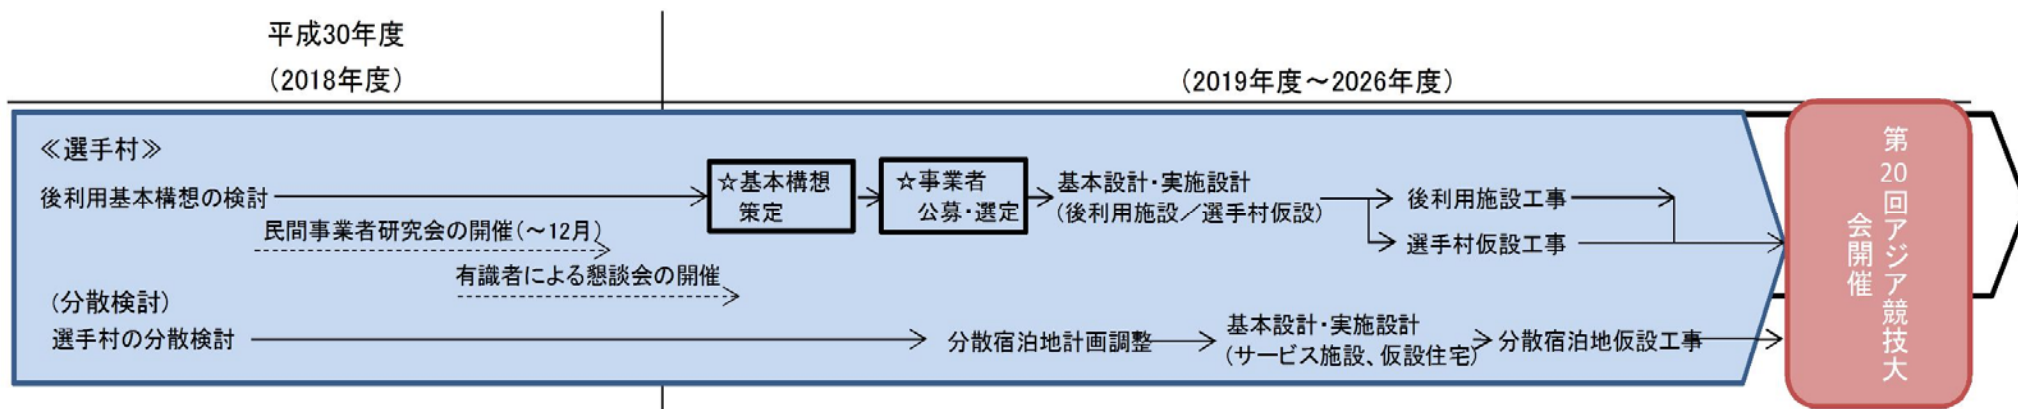 平成30年度
(2018年度)
(2019年度～2026年度)
≪選手村≫
後利用基本構想の検討
☆基本構想
策定
☆事業者
公募・選定
基本設計・実施設計
(後利用施設／選手村仮設)
後利用施設工事
選手村仮設工事
民間事業者研究会の開催(～12月)
有識者による懇談会の開催
(分散検討)
選手村の分散検討
分散宿泊地計画調整
基本設計・実施設計
(サービス施設、仮設住宅)
分散宿泊地仮設工事
第20回アジア競技大
会開催